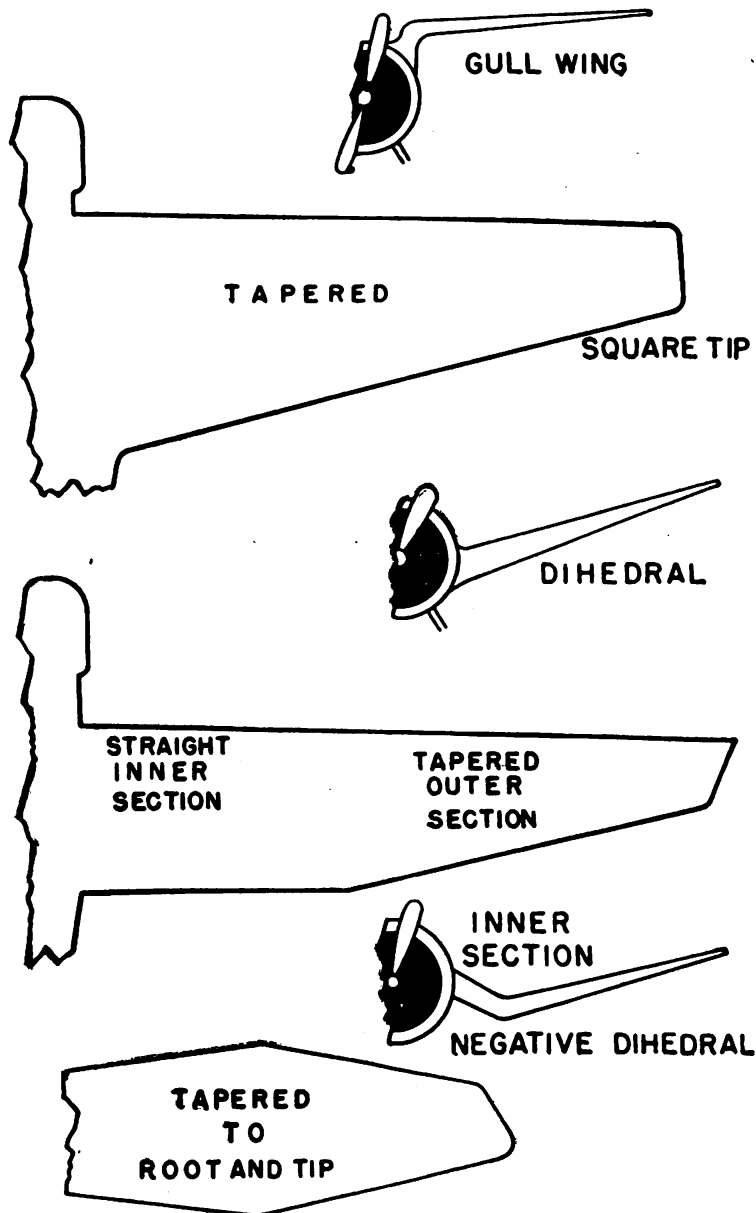 GULL WING
TAPERED
SQUARE TIP
DIHEDRAL
STRAIGHT
INNER
SECTION
TAPERED
OUTER
SECTION
INNER
SECTION
NEGATIVE DIHEDRAL
TAPERED
TO
ROOT AND TIP